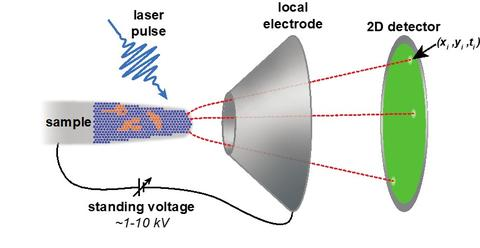 laser
pulse
local
electrode
2D detector
(xᵢ ,yᵢ ,tᵢ)
sample
standing voltage
~1-10 kV